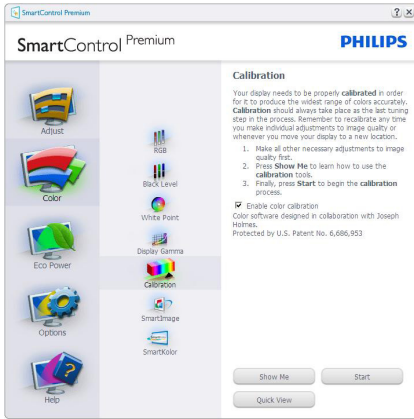 SmartControl Premium
SmartControl Premium
PHILIPS
Adjust
Color
Eco Power
Options
Help
RGB
Black Level
White Point
Display Gamma
Calibration
SmartImage
SmartKolor
Calibration
Your display needs to be properly calibrated in order
for it to produce the widest range of colors accurately.
Calibration should always take place as the last tuning
step in the process. Remember to recalibrate any time
you make individual adjustments to image quality or
whenever you move your display to a new location.
1. Make all other necessary adjustments to image
quality first.
2. Press Show Me to learn how to use the
calibration tools.
3. Finally, press Start to begin the calibration
process.
Enable color calibration
Color software designed in collaboration with Joseph
Holmes.
Protected by U.S. Patent No. 6,686,953
Show Me
Start
Quick View